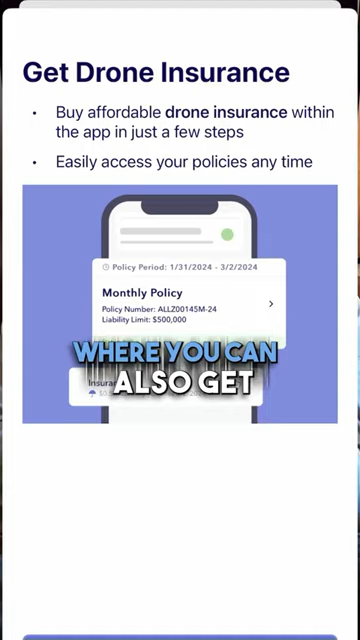 Get Drone Insurance
• Buy affordable drone insurance within
the app in just a few steps
• Easily access your policies any time
Policy Period: 1/31/2024 - 3/2/2024
Monthly Policy
Policy Number: ALLZ00145M-24
Liability Limit: $500,000
WHERE YOU CAN
ALSO GET